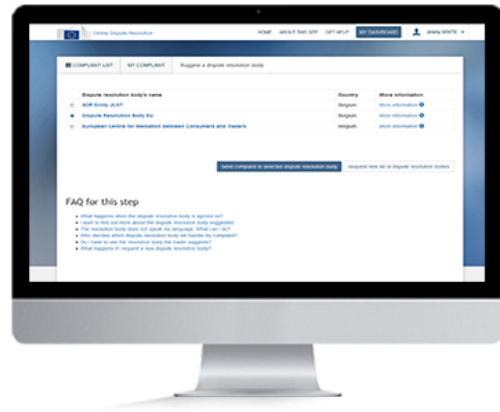 Online Dispute Resolution
HOME ABOUT THIS SITE GET HELP MY DASHBOARD Jimmy WHITE
COMPLAINT LIST MY COMPLAINT Suggest a dispute resolution body
Dispute resolution body's name Country More information
ADR Entity JUST Belgium More information
Dispute Resolution Body EU Belgium More information
European Centre for Mediation between Consumers and Traders Belgium More information
Send complaint to selected dispute resolution body Request new list of dispute resolution bodies
FAQ for this step
What happens when the dispute resolution body is agreed on?
I want to find out more about the dispute resolution body suggested.
The resolution body does not speak my language. What can I do?
Who decides which dispute resolution body will handle my complaint?
Do I have to use the resolution body the trader suggests?
What happens if I request a new dispute resolution body?